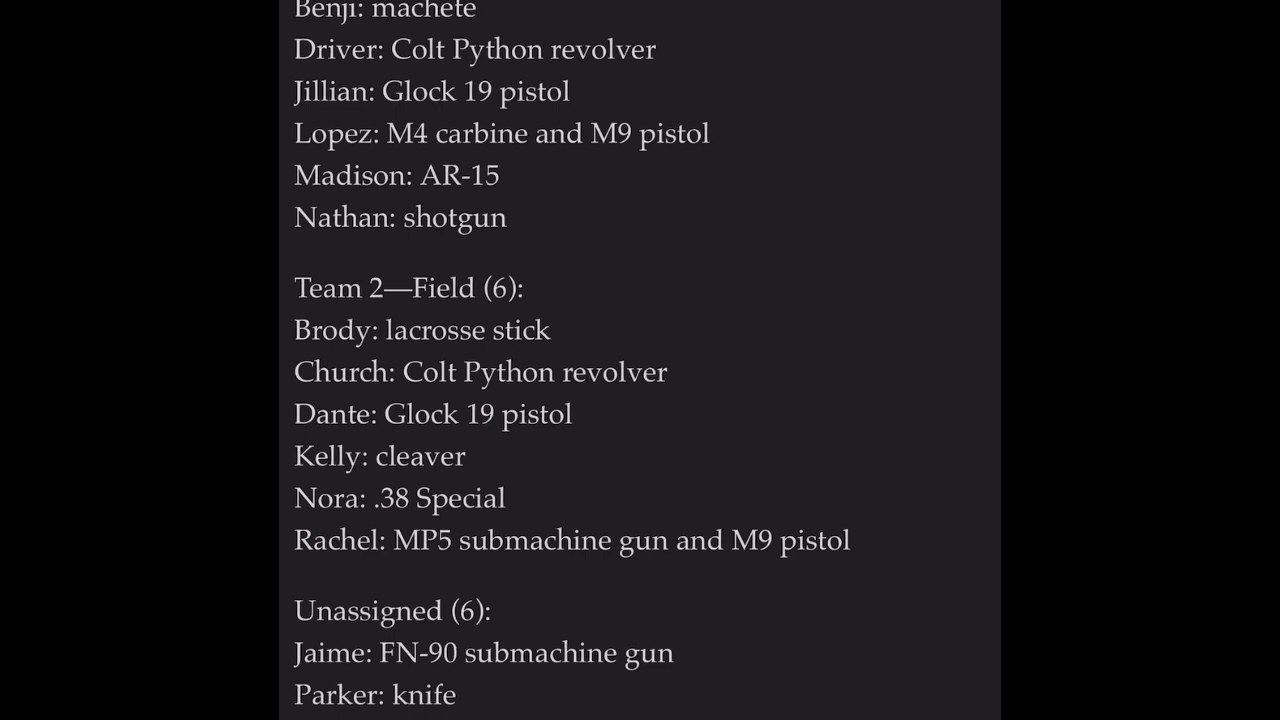 Benji: machete
Driver: Colt Python revolver
Jillian: Glock 19 pistol
Lopez: M4 carbine and M9 pistol
Madison: AR-15
Nathan: shotgun
Team 2—Field (6):
Brody: lacrosse stick
Church: Colt Python revolver
Dante: Glock 19 pistol
Kelly: cleaver
Nora: .38 Special
Rachel: MP5 submachine gun and M9 pistol
Unassigned (6):
Jaime: FN-90 submachine gun
Parker: knife